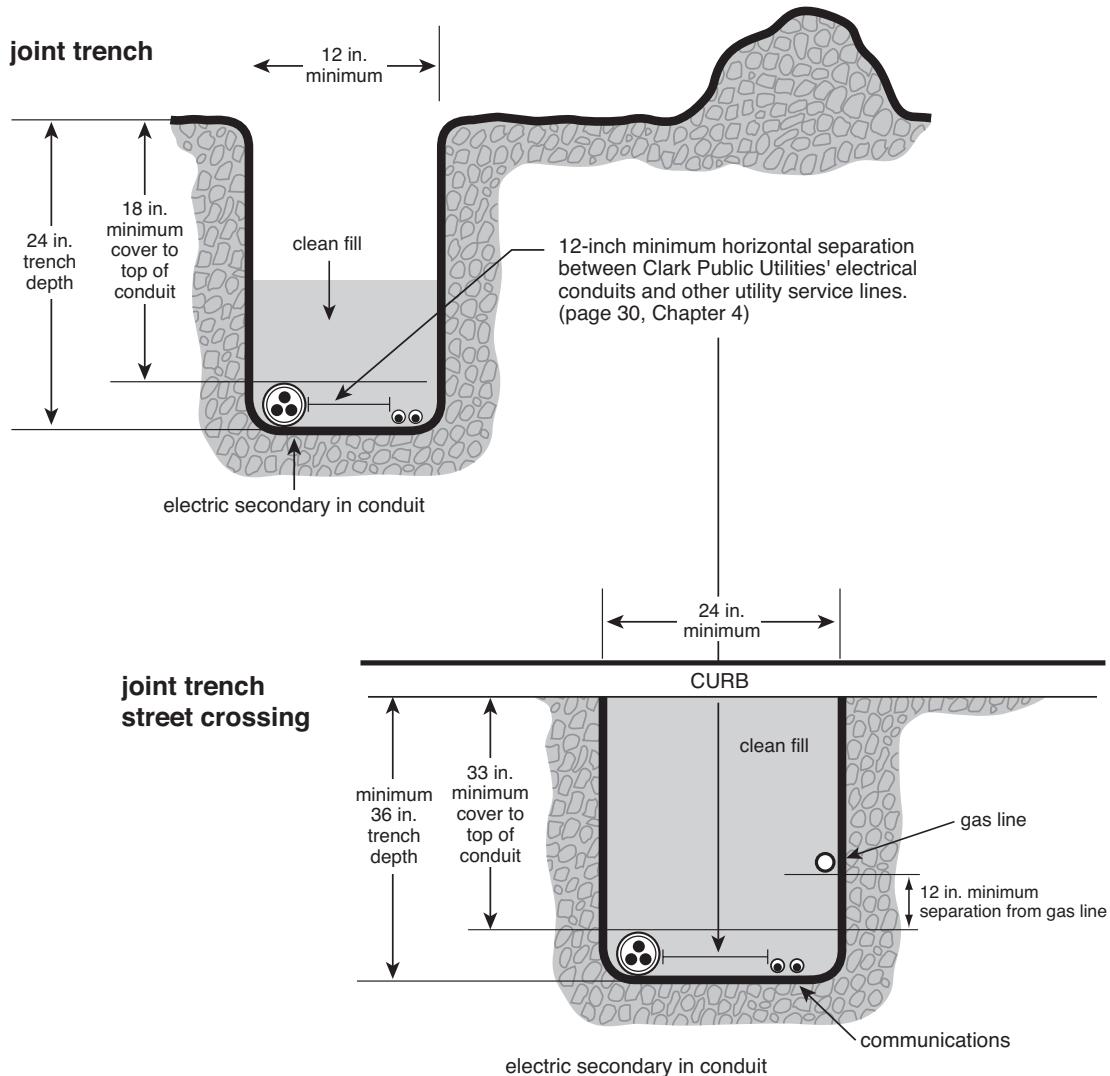 joint trench
12 in.
minimum
24 in.
trench
depth
18 in.
minimum
cover to
top of
conduit
clean fill
12-inch minimum horizontal separation
between Clark Public Utilities' electrical
conduits and other utility service lines.
(page 30, Chapter 4)
electric secondary in conduit
24 in.
minimum
joint trench
street crossing
CURB
minimum
36 in.
trench
depth
33 in.
minimum
cover to
top of
conduit
clean fill
gas line
12 in. minimum
separation from gas line
communications
electric secondary in conduit